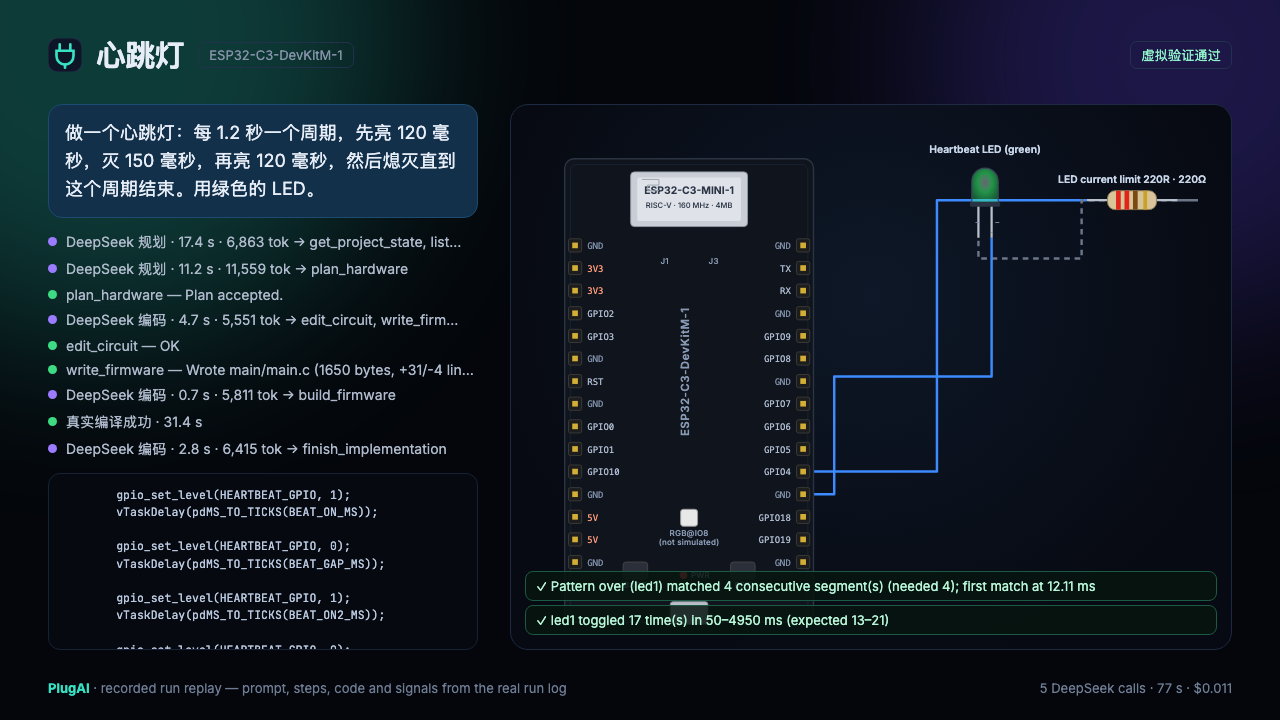 心跳灯
ESP32-C3-DevKitM-1
虚拟验证通过
做一个心跳灯：每 1.2 秒一个周期，先亮 120 毫
秒，灭 150 毫秒，再亮 120 毫秒，然后熄灭直到
这个周期结束。用绿色的 LED。
DeepSeek 规划 · 17.4 s · 6,863 tok → get_project_state, list…
DeepSeek 规划 · 11.2 s · 11,559 tok → plan_hardware
plan_hardware — Plan accepted.
DeepSeek 编码 · 4.7 s · 5,551 tok → edit_circuit, write_firm…
edit_circuit — OK
write_firmware — Wrote main/main.c (1650 bytes, +31/-4 lin…
DeepSeek 编码 · 0.7 s · 5,811 tok → build_firmware
真实编译成功 · 31.4 s
DeepSeek 编码 · 2.8 s · 6,415 tok → finish_implementation
gpio_set_level(HEARTBEAT_GPIO, 1);
vTaskDelay(pdMS_TO_TICKS(BEAT_ON_MS));
gpio_set_level(HEARTBEAT_GPIO, 0);
vTaskDelay(pdMS_TO_TICKS(BEAT_GAP_MS));
gpio_set_level(HEARTBEAT_GPIO, 1);
vTaskDelay(pdMS_TO_TICKS(BEAT_ON2_MS));
gpio_set_level(HEARTBEAT_GPIO, 0);
Heartbeat LED (green)
LED current limit 220R · 220Ω
ESP32-C3-MINI-1
RISC-V · 160 MHz · 4MB
J1 J3
GND GND
3V3 TX
3V3 RX
GPIO2 GND
GPIO3 GPIO9
GND GPIO8
RST GND
GND GPIO7
GPIO0 GPIO6
GPIO1 GPIO5
GPIO10 GPIO4
GND GND
5V GPIO18
5V GPIO19
GND GND
ESP32-C3-DevKitM-1
RGB@IO8
(not simulated)
PWR
✓ Pattern over (led1) matched 4 consecutive segment(s) (needed 4); first match at 12.11 ms
✓ led1 toggled 17 time(s) in 50–4950 ms (expected 13–21)
PlugAI · recorded run replay — prompt, steps, code and signals from the real run log
5 DeepSeek calls · 77 s · $0.011